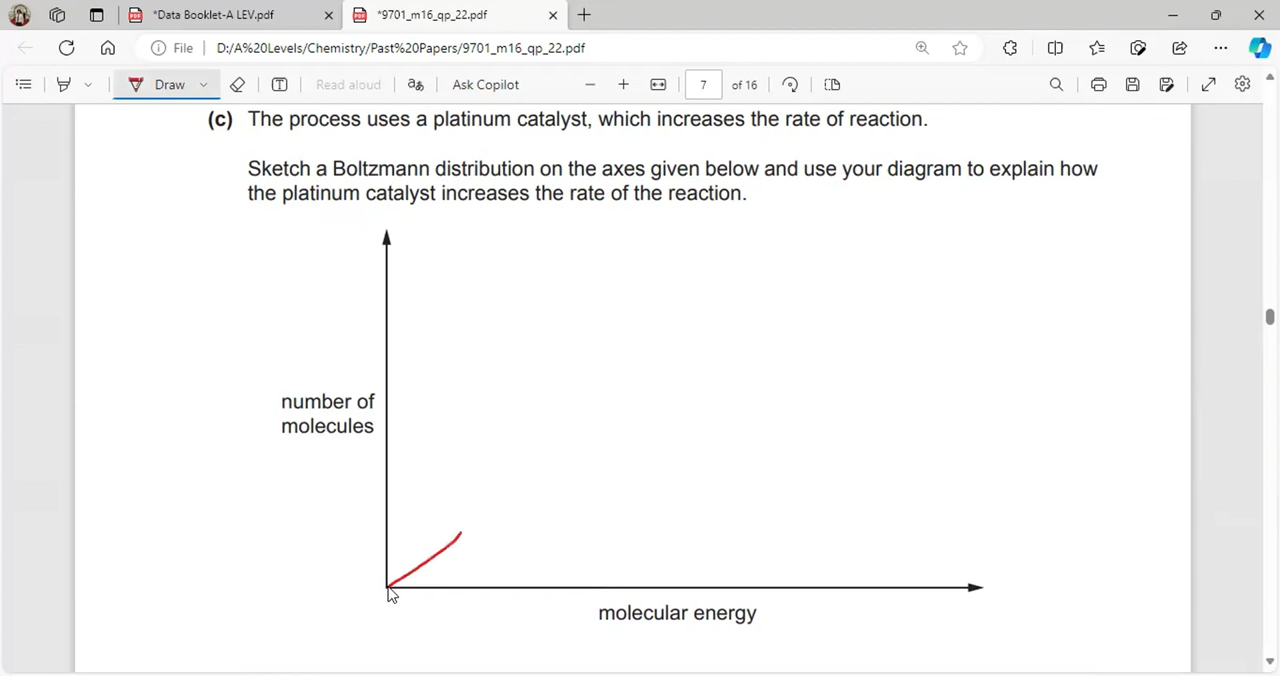 *Data Booklet-A LEV.pdf
*9701_m16_qp_22.pdf
File
D:/A%20Levels/Chemistry/Past%20Papers/9701_m16_qp_22.pdf
Draw
Read aloud
aあ
Ask Copilot
7
of 16
(c) The process uses a platinum catalyst, which increases the rate of reaction.
Sketch a Boltzmann distribution on the axes given below and use your diagram to explain how
the platinum catalyst increases the rate of the reaction.
number of
molecules
molecular energy